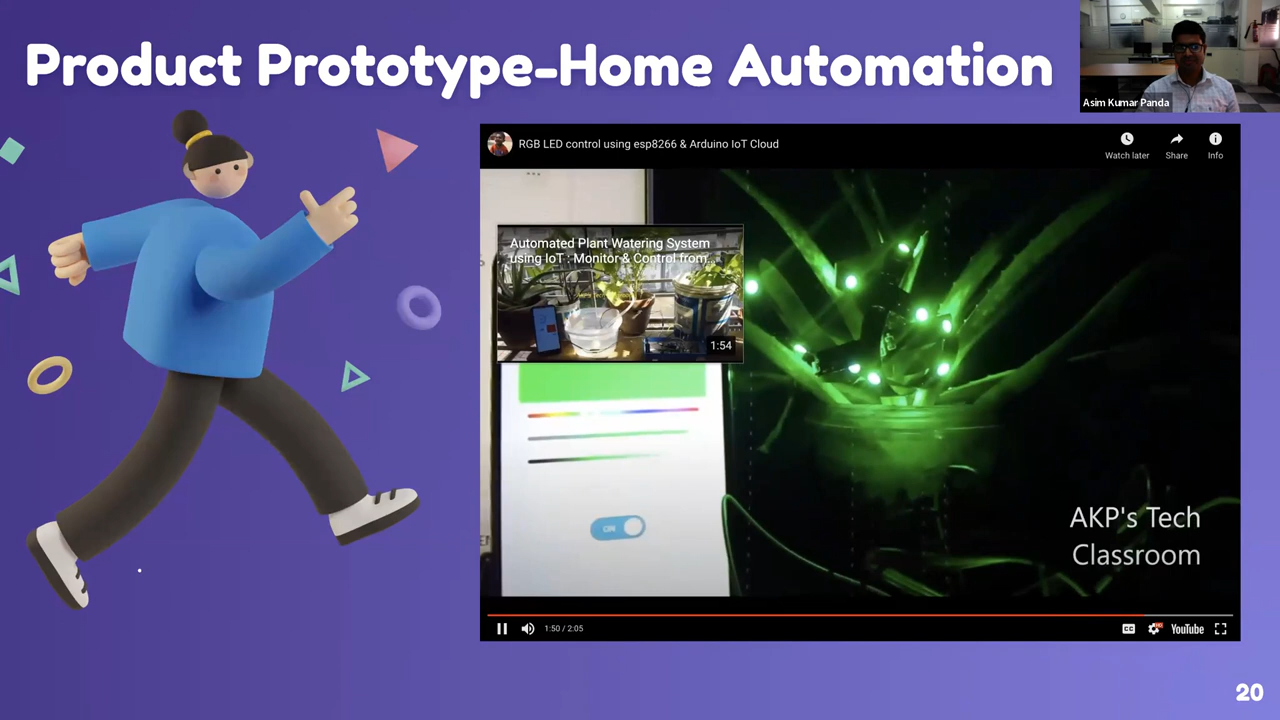 Product Prototype-Home Automation
Asim Kumar Panda
RGB LED control using esp8266 & Arduino IoT Cloud
Watch later
Share
Info
Automated Plant Watering System
using IoT : Monitor & Control from...
1:54
ON
AKP's Tech
Classroom
1:50 / 2:05
CC
HD
YouTube
20